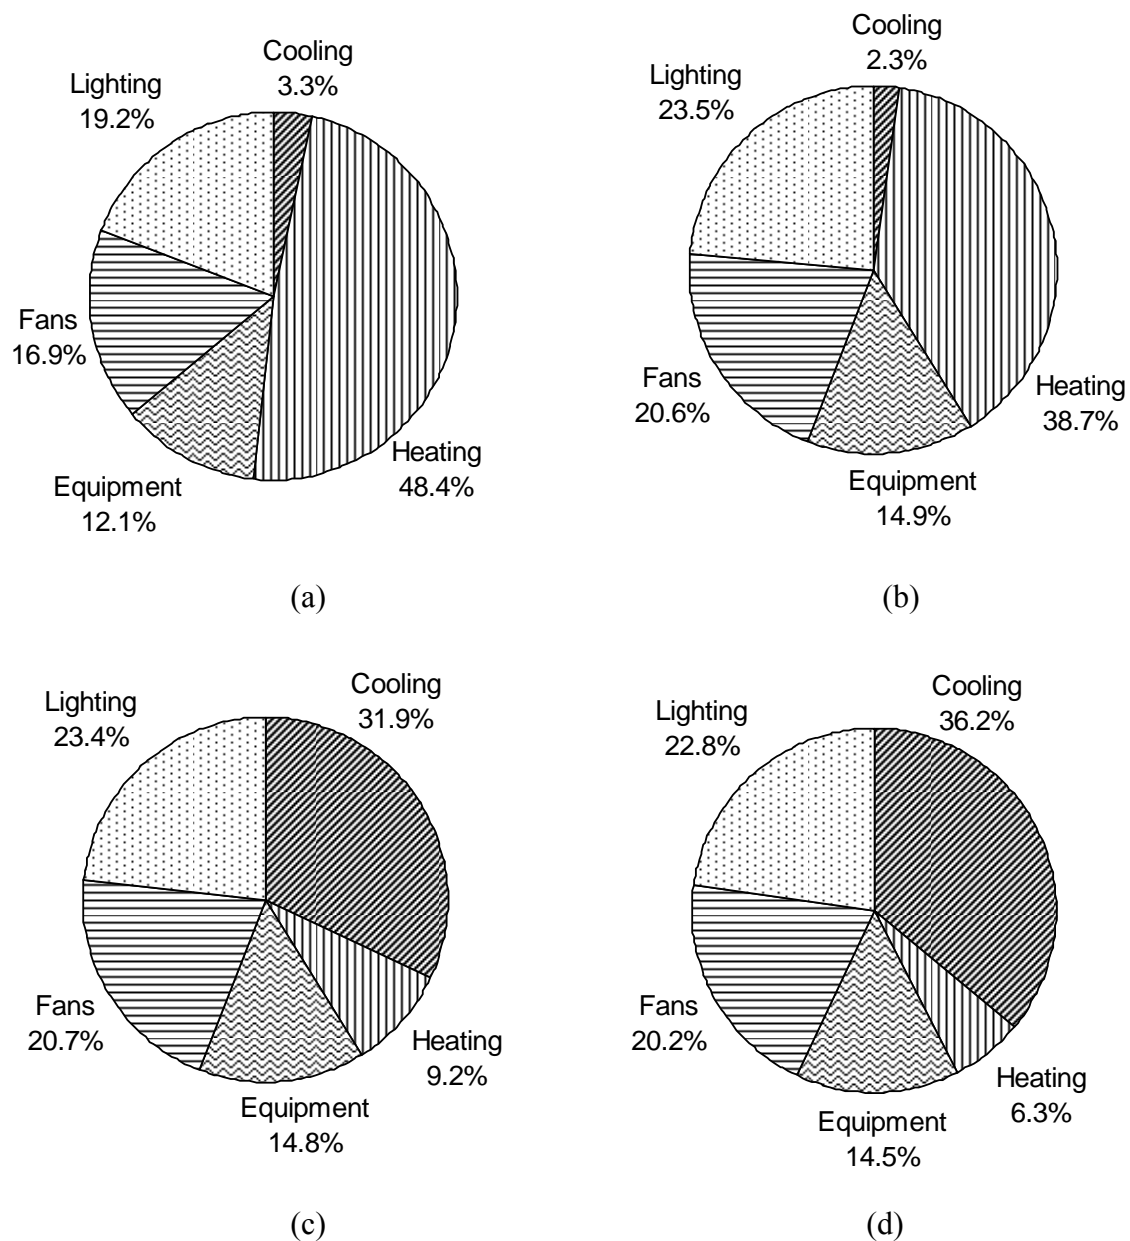 Cooling
3.3%
Lighting
19.2%
Fans
16.9%
Equipment
12.1%
Heating
48.4%
(a)
Cooling
2.3%
Lighting
23.5%
Fans
20.6%
Equipment
14.9%
Heating
38.7%
(b)
Cooling
31.9%
Lighting
23.4%
Fans
20.7%
Equipment
14.8%
Heating
9.2%
(c)
Cooling
36.2%
Lighting
22.8%
Fans
20.2%
Equipment
14.5%
Heating
6.3%
(d)